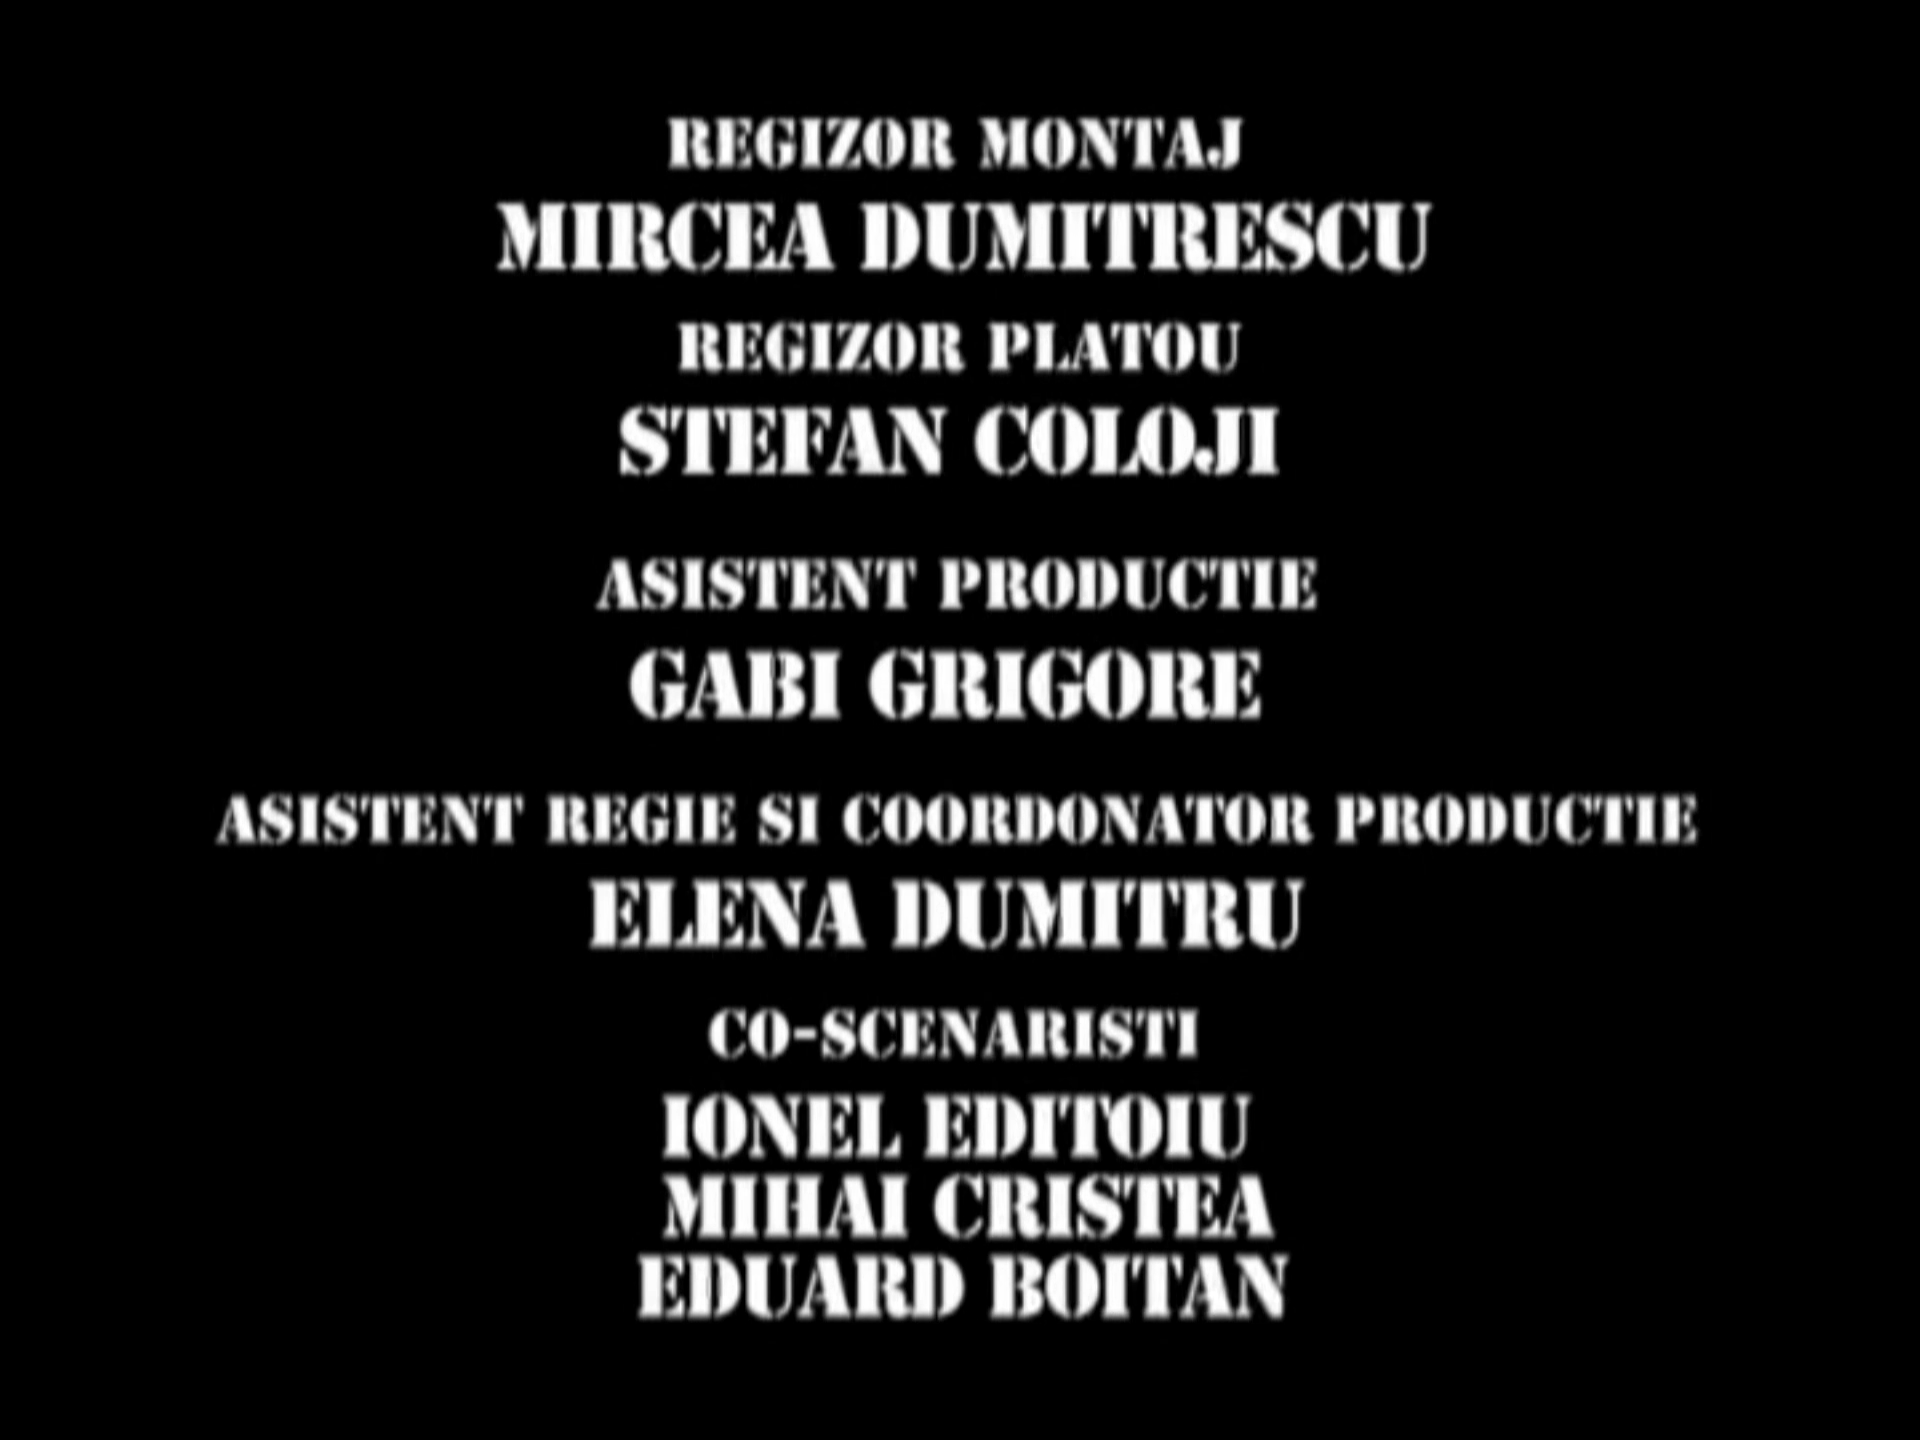 REGIZOR MONTAJ
MIRCEA DUMITRESCU
REGIZOR PLATOU
STEFAN COLOJI
ASISTENT PRODUCTIE
GABI GRIGORE
ASISTENT REGIE SI COORDONATOR PRODUCTIE
ELENA DUMITRU
CO-SCENARISTI
IONEL EDITOIU
MIHAI CRISTEA
EDUARD BOITAN